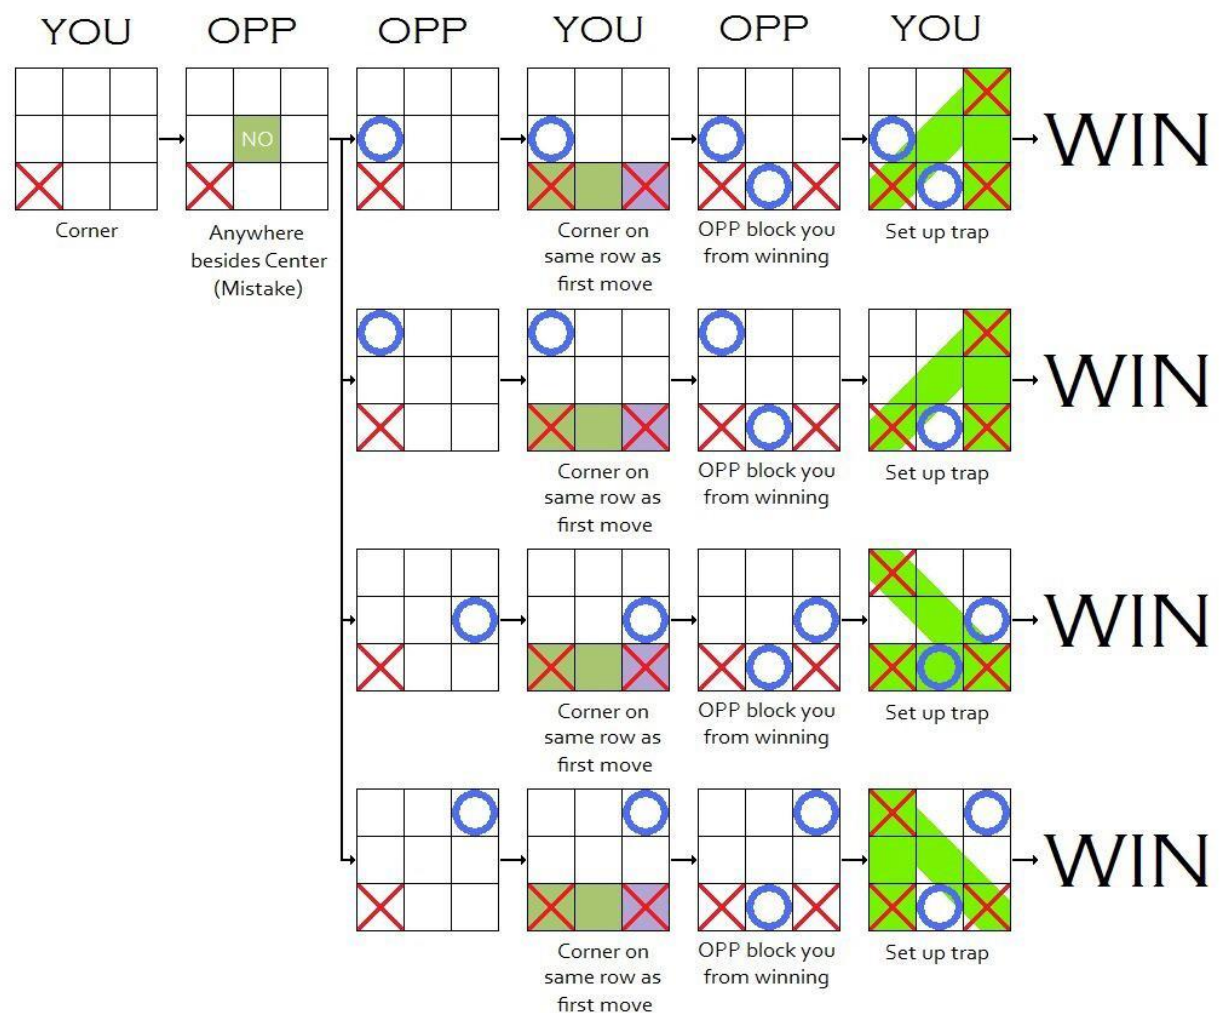 YOU OPP OPP YOU OPP YOU
NO
WIN
Corner
Anywhere
besides Center
(Mistake)
Corner on
same row as
first move
OPP block you
from winning
Set up trap
WIN
Corner on
same row as
first move
OPP block you
from winning
Set up trap
WIN
Corner on
same row as
first move
OPP block you
from winning
Set up trap
WIN
Corner on
same row as
first move
OPP block you
from winning
Set up trap